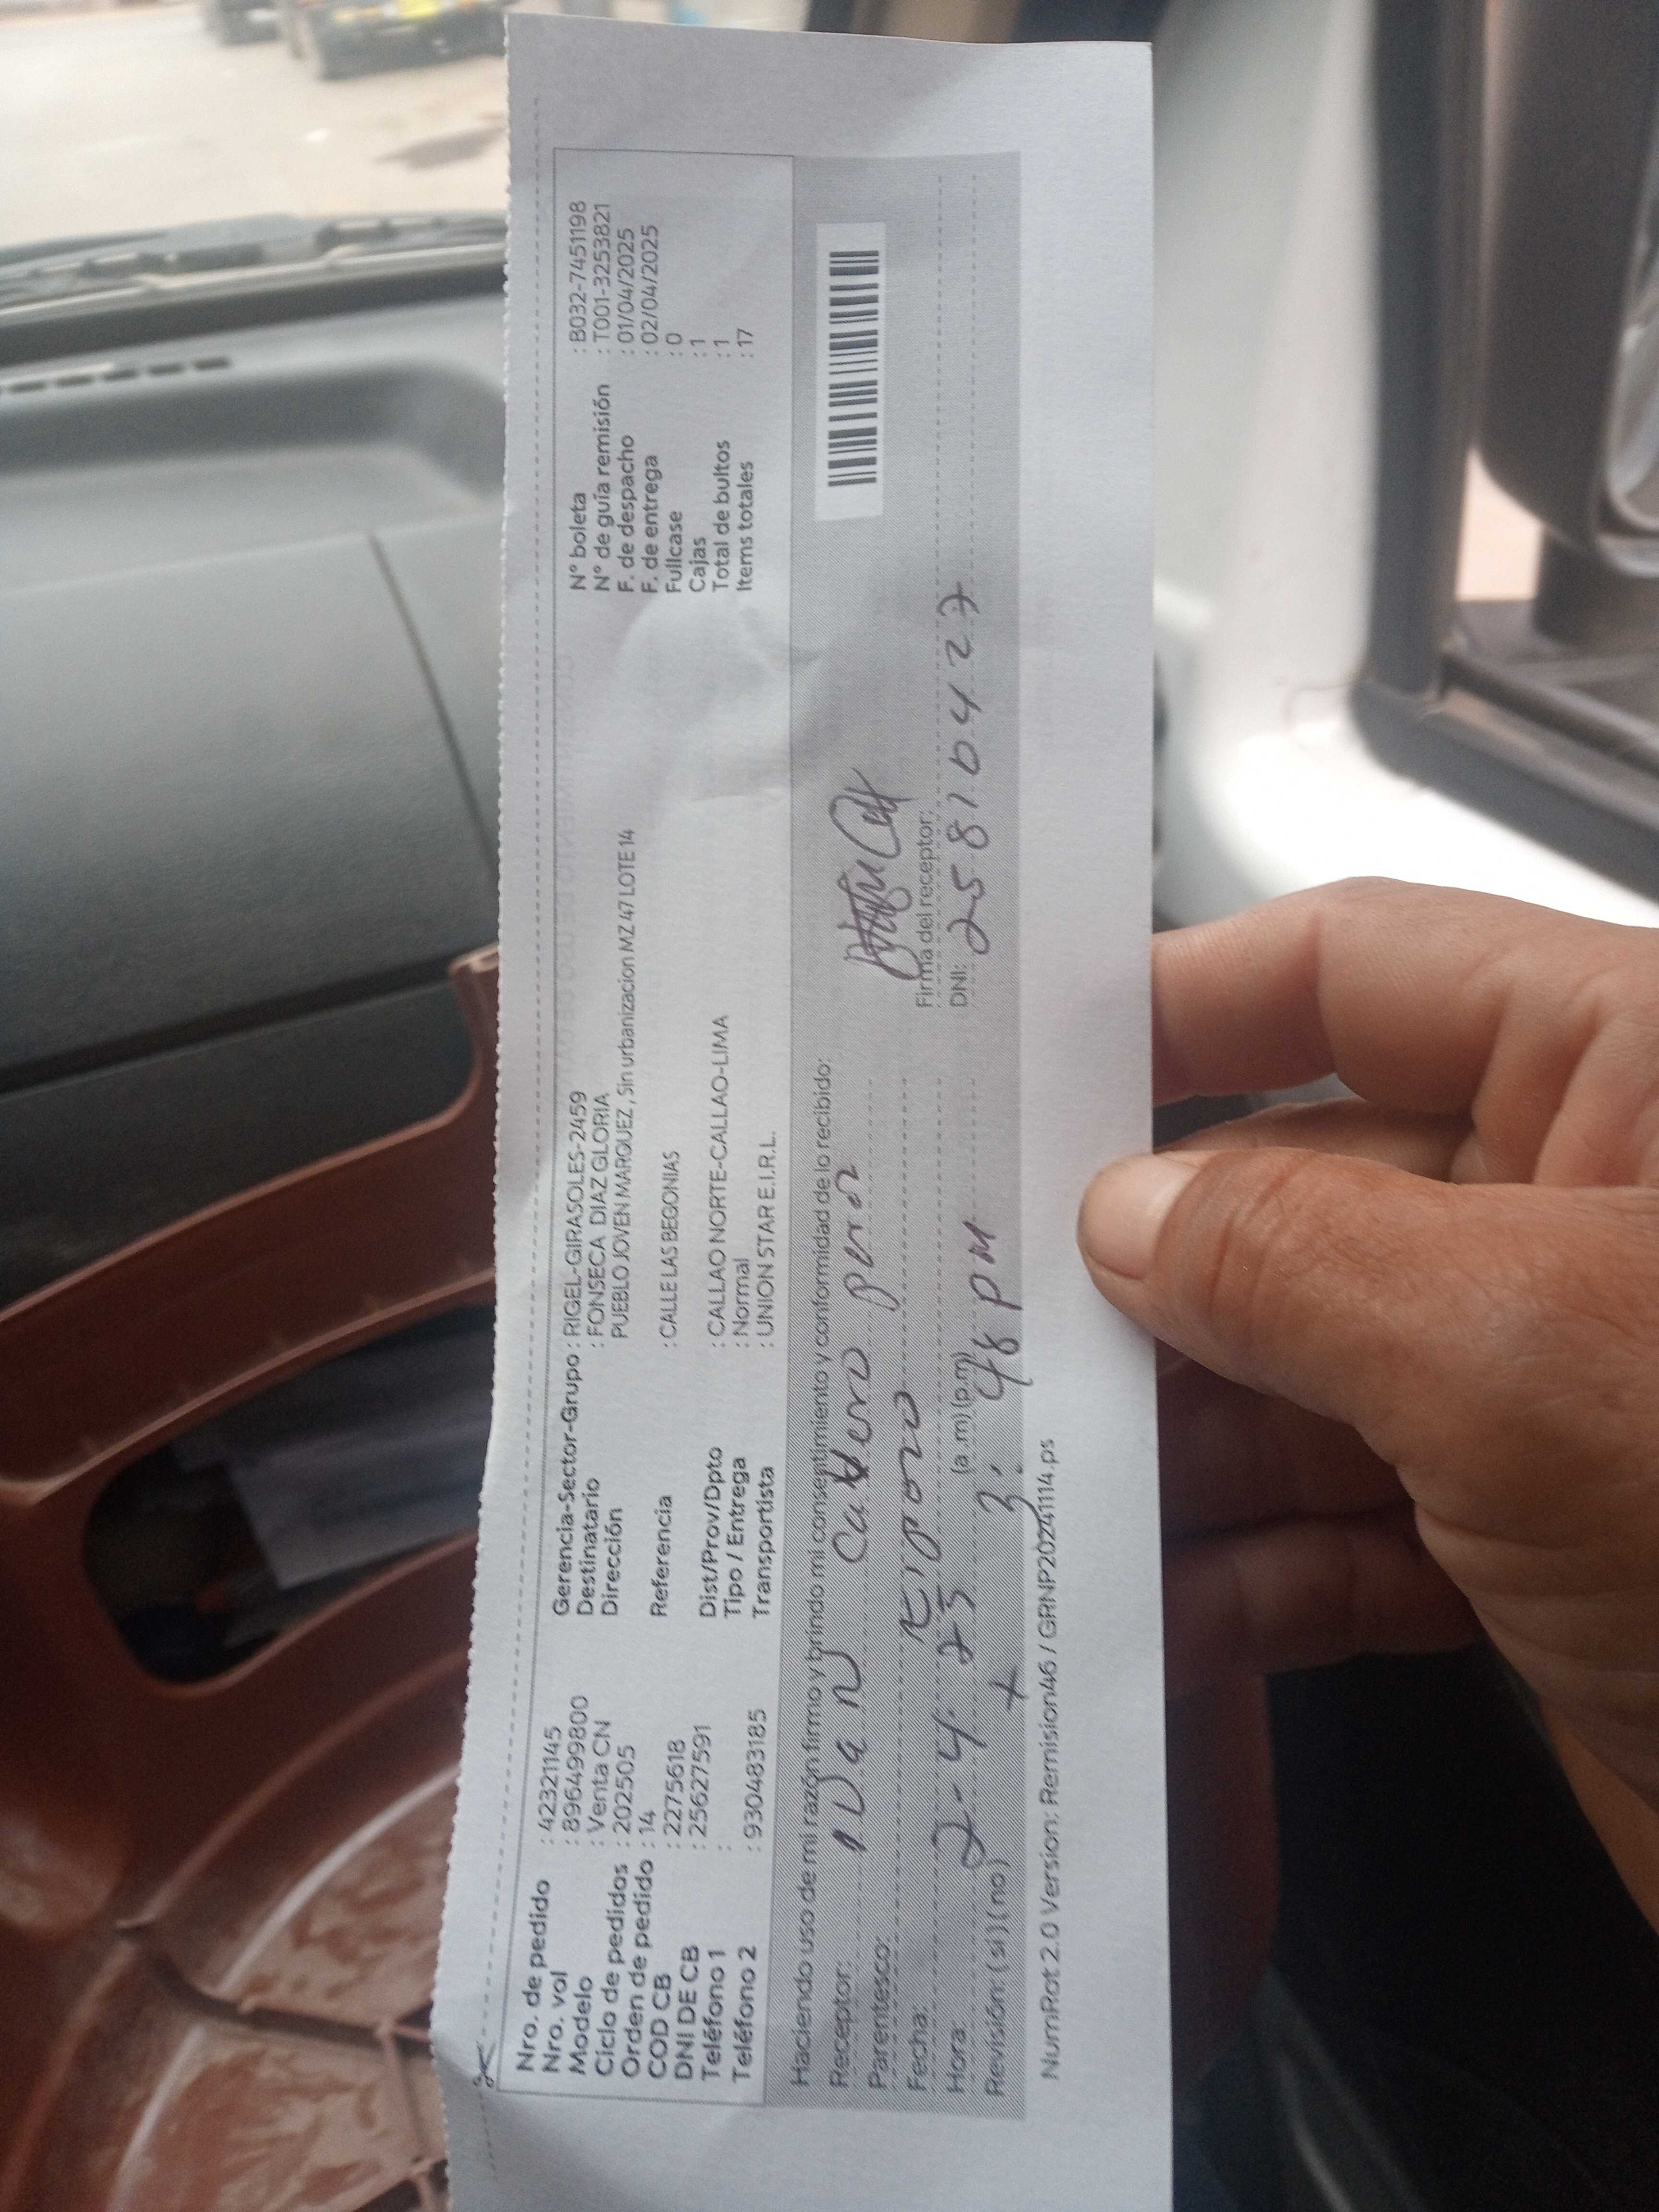 Nro. de pedido : 42321145
Nro. vol : 896499800
Modelo : Venta CN
Ciclo de pedidos : 202505
Orden de pedido : 14
COD CB : 2275618
DNI DE CB : 25627591
Teléfono 1 :
Teléfono 2 : 930483185
Gerencia-Sector-Grupo : RIGEL-GIRASOLES-2459
Destinatario : FONSECA DIAZ GLORIA
Dirección PUEBLO JOVEN MARQUEZ, Sin urbanizacion MZ 47 LOTE 14
Referencia : CALLE LAS BEGONIAS
Dist/Prov/Dpto : CALLAO NORTE-CALLAO-LIMA
Tipo / Entrega : Normal
Transportista : UNION STAR E.I.R.L.
N° boleta : B032-7451198
N° de guía remisión : T001-3253821
F. de despacho : 01/04/2025
F. de entrega : 02/04/2025
Fullcase : 0
Cajas : 1
Total de bultos : 1
Items totales : 17
Haciendo uso de mi razón firmo y brindo mi consentimiento y conformidad de lo recibido:
Receptor: Catero
Parentesco:
Fecha: 2-4-25
Hora: 3:48 PM (a.m) (p.m)
Revisión: ( si ) ( no )
Firma del receptor:
DNI: 25810427
NumRot 2.0 Version: Remision46 / GRNP20241114.ps